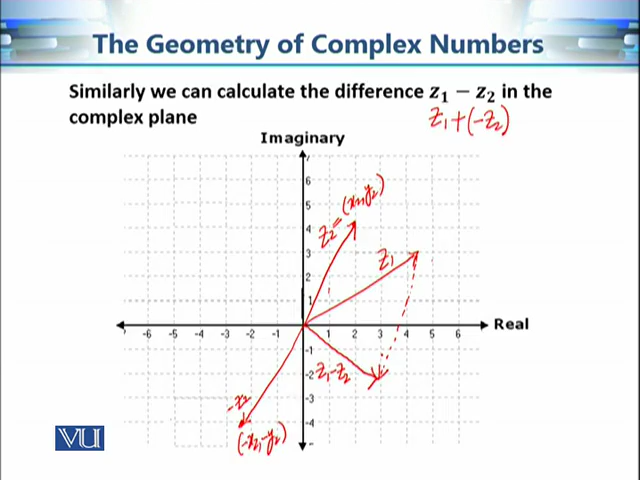 The Geometry of Complex Numbers
Similarly we can calculate the difference z₁ − z₂ in the
complex plane
z₁+(-z₂)
Imaginary
6
5
4
3
2
1
z₂=(x₂,y₂)
z₁
Real
-6 -5 -4 -3 -2 -1 1 2 3 4 5 6
-1
-2
-3
-4
z₁-z₂
-z₂
(-x₂,-y₂)
VU